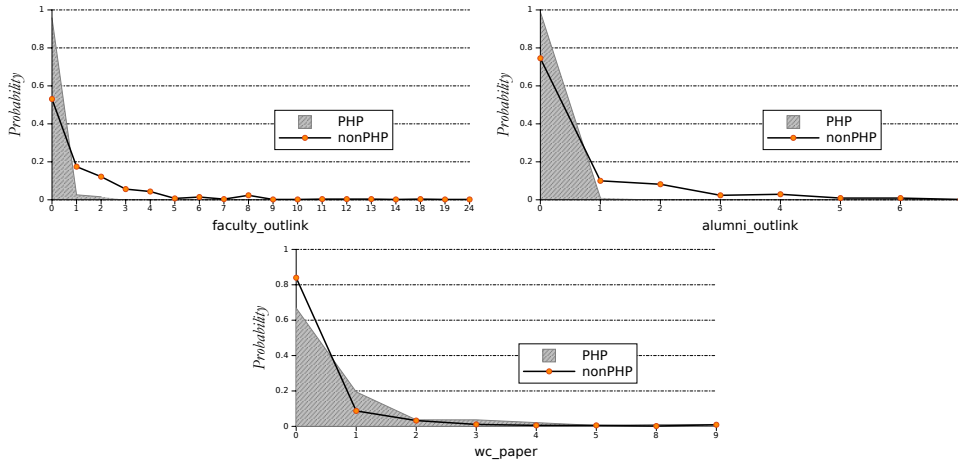 1
0.8
0.6
0.4
0.2
0
Probability
PHP
nonPHP
0 1 2 3 4 5 6 7 8 9 10 11 12 13 14 18 19 24
faculty_outlink
1
0.8
0.6
0.4
0.2
0
Probability
PHP
nonPHP
0 1 2 3 4 5 6
alumni_outlink
1
0.8
0.6
0.4
0.2
0
Probability
PHP
nonPHP
0 1 2 3 4 5 8 9
wc_paper